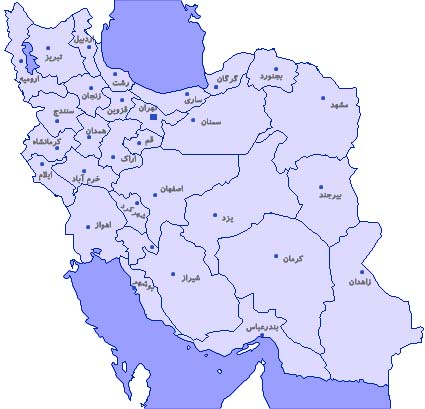 اردبیل
تبریز
ارومیه
رشت
گرگان
بجنورد
زنجان
ساری
مشهد
قزوین
تهران
سنندج
سمنان
همدان
کرمانشاه
قم
اراک
ایلام
خرم آباد
اصفهان
بیرجند
شهرکرد
یزد
اهواز
کرمان
شیراز
زاهدان
بوشهر
بندرعباس